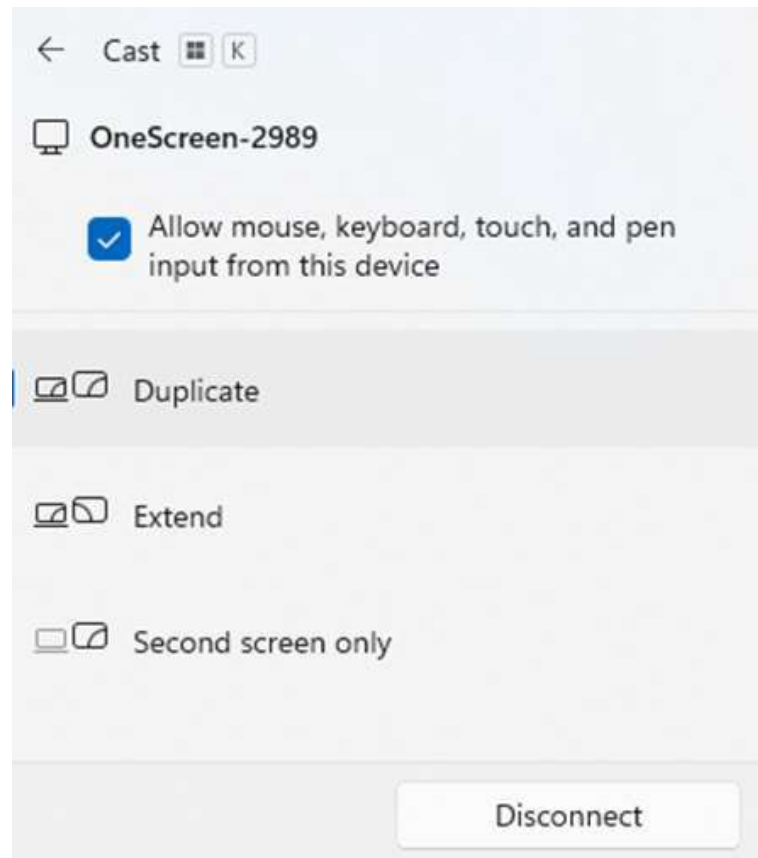 Cast K
OneScreen-2989
Allow mouse, keyboard, touch, and pen
input from this device
Duplicate
Extend
Second screen only
Disconnect